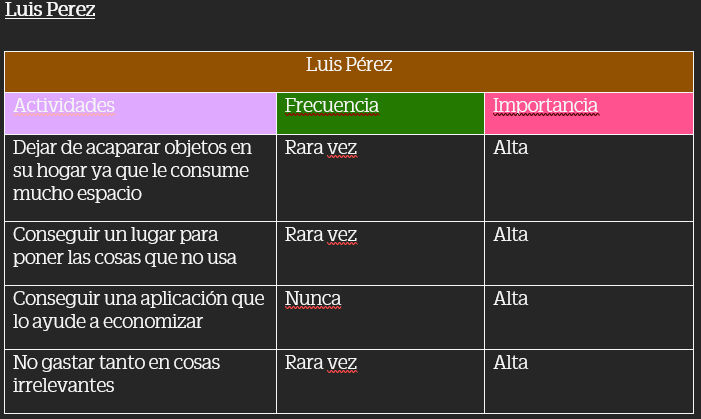 Luis Perez
Luis Pérez
Actividades Frecuencia Importancia
Dejar de acaparar objetos en Rara vez Alta
su hogar ya que le consume
mucho espacio
Conseguir un lugar para Rara vez Alta
poner las cosas que no usa
Conseguir una aplicación que Nunca Alta
lo ayude a economizar
No gastar tanto en cosas Rara vez Alta
irrelevantes